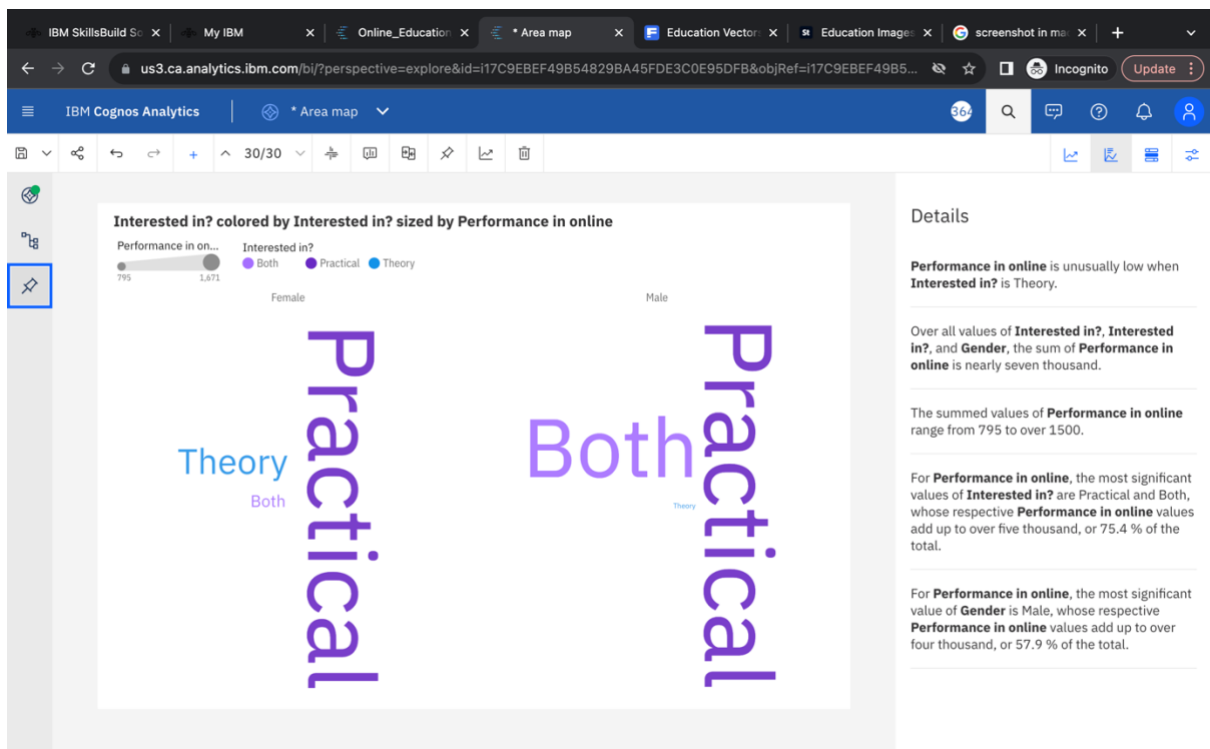 IBM SkillsBuild So
My IBM
Online_Education
* Area map
Education Vector
Education Images
screenshot in ma
us3.ca.analytics.ibm.com/bi/?perspective=explore&id=i17C9EBEF49B54829BA45FDE3C0E95DFB&objRef=i17C9EBEF49B5...
Incognito
Update
IBM Cognos Analytics
* Area map
364
30/30
Interested in? colored by Interested in? sized by Performance in online
Performance in on...
795
1,671
Interested in?
Both
Practical
Theory
Female
Male
Practical
Theory
Both
Practical
Both
Theory
Details
Performance in online is unusually low when
Interested in? is Theory.
Over all values of Interested in?, Interested
in?, and Gender, the sum of Performance in
online is nearly seven thousand.
The summed values of Performance in online
range from 795 to over 1500.
For Performance in online, the most significant
values of Interested in? are Practical and Both,
whose respective Performance in online values
add up to over five thousand, or 75.4 % of the
total.
For Performance in online, the most significant
value of Gender is Male, whose respective
Performance in online values add up to over
four thousand, or 57.9 % of the total.